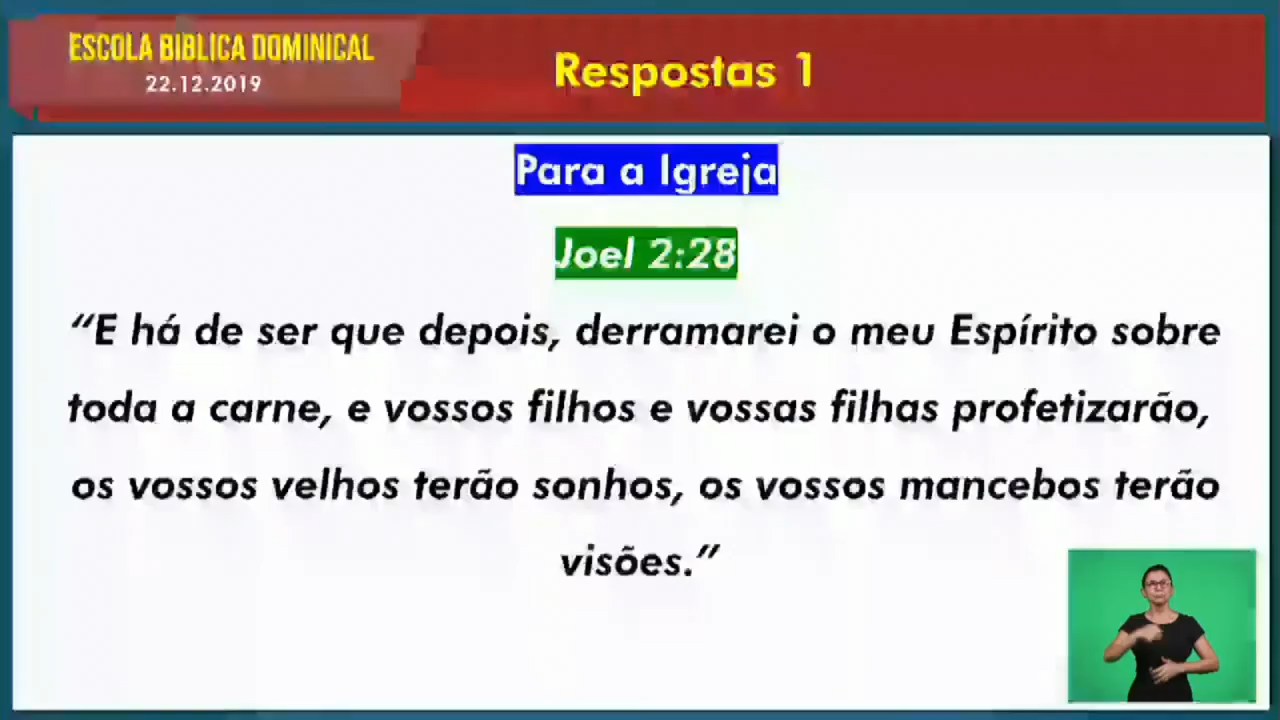 ESCOLA BIBLICA DOMINICAL
22.12.2019
Respostas 1
Para a Igreja
Joel 2:28
“E há de ser que depois, derramarei o meu Espírito sobre
toda a carne, e vossos filhos e vossas filhas profetizarão,
os vossos velhos terão sonhos, os vossos mancebos terão
visões.”